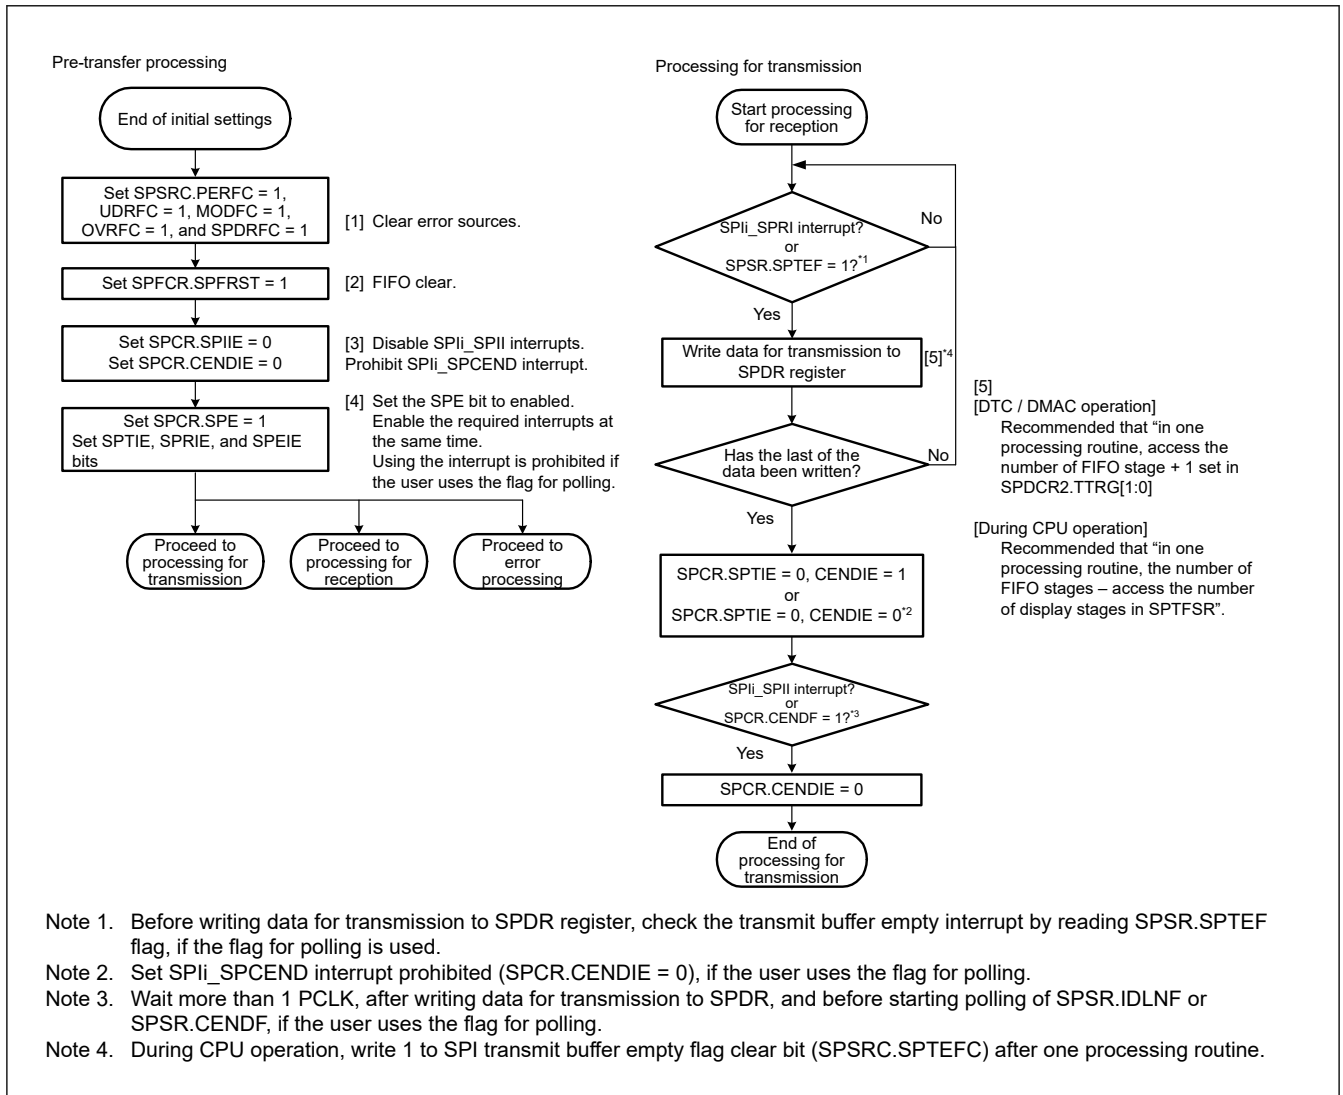 Pre-transfer processing
End of initial settings
Set SPSRC.PERFC = 1,
UDRFC = 1, MODFC = 1,
OVRFC = 1, and SPDRFC = 1
[1] Clear error sources.
Set SPFCR.SPFRST = 1
[2] FIFO clear.
Set SPCR.SPIIE = 0
Set SPCR.CENDIE = 0
[3] Disable SPIi_SPII interrupts.
Prohibit SPIi_SPCEND interrupt.
Set SPCR.SPE = 1
Set SPTIE, SPRIE, and SPEIE
bits
[4] Set the SPE bit to enabled.
Enable the required interrupts at
the same time.
Using the interrupt is prohibited if
the user uses the flag for polling.
Proceed to
processing for
transmission
Proceed to
processing for
reception
Proceed to
error
processing
Processing for transmission
Start processing
for reception
SPIi_SPRI interrupt?
or
SPSR.SPTEF = 1?*1
No
Yes
Write data for transmission to
SPDR register
[5]*4
Has the last of the
data been written?
No
Yes
SPCR.SPTIE = 0, CENDIE = 1
or
SPCR.SPTIE = 0, CENDIE = 0*2
SPIi_SPII interrupt?
or
SPCR.CENDF = 1?*3
Yes
SPCR.CENDIE = 0
End of
processing for
transmission
[5]
[DTC / DMAC operation]
Recommended that “in one
processing routine, access the
number of FIFO stage + 1 set in
SPDCR2.TTRG[1:0]
[During CPU operation]
Recommended that “in one
processing routine, the number of
FIFO stages – access the number
of display stages in SPTFSR”.
Note 1. Before writing data for transmission to SPDR register, check the transmit buffer empty interrupt by reading SPSR.SPTEF
flag, if the flag for polling is used.
Note 2. Set SPIi_SPCEND interrupt prohibited (SPCR.CENDIE = 0), if the user uses the flag for polling.
Note 3. Wait more than 1 PCLK, after writing data for transmission to SPDR, and before starting polling of SPSR.IDLNF or
SPSR.CENDF, if the user uses the flag for polling.
Note 4. During CPU operation, write 1 to SPI transmit buffer empty flag clear bit (SPSRC.SPTEFC) after one processing routine.